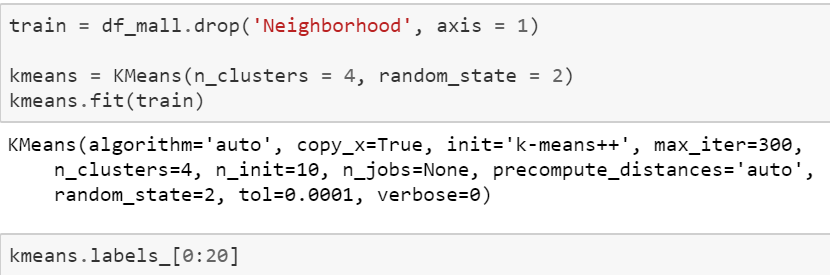 train = df_mall.drop('Neighborhood', axis = 1)
kmeans = KMeans(n_clusters = 4, random_state = 2)
kmeans.fit(train)
KMeans(algorithm='auto', copy_x=True, init='k-means++', max_iter=300,
n_clusters=4, n_init=10, n_jobs=None, precompute_distances='auto',
random_state=2, tol=0.0001, verbose=0)
kmeans.labels_[0:20]